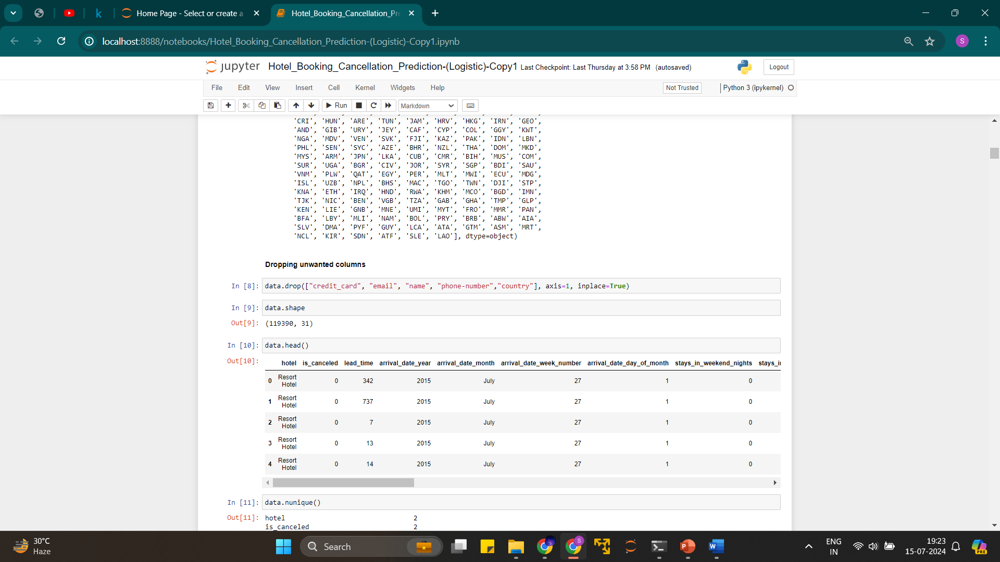 Home Page - Select or create a
Hotel_Booking_Cancellation_Pre
localhost:8888/notebooks/Hotel_Booking_Cancellation_Prediction-(Logistic)-Copy1.ipynb
S
jupyter Hotel_Booking_Cancellation_Prediction-(Logistic)-Copy1 Last Checkpoint: Last Thursday at 3:58 PM (autosaved) Logout
File Edit View Insert Cell Kernel Widgets Help Not Trusted Python 3 (ipykernel)
Run Markdown
'CRI', 'HUN', 'ARE', 'TUN', 'JAM', 'HRV', 'HKG', 'IRN', 'GEO',
'AND', 'GIB', 'URY', 'JEY', 'CAF', 'CYP', 'COL', 'GGY', 'KWT',
'NGA', 'MDV', 'VEN', 'SVK', 'FJI', 'KAZ', 'PAK', 'IDN', 'LBN',
'PHL', 'SEN', 'SYC', 'AZE', 'BHR', 'NZL', 'THA', 'DOM', 'MKD',
'MYS', 'ARM', 'JPN', 'LKA', 'CUB', 'CMR', 'BIH', 'MUS', 'COM',
'SUR', 'UGA', 'BGR', 'CIV', 'JOR', 'SYR', 'SGP', 'BDI', 'SAU',
'VNM', 'PLW', 'QAT', 'EGY', 'PER', 'MLT', 'MWI', 'ECU', 'MDG',
'ISL', 'UZB', 'NPL', 'BHS', 'MAC', 'TGO', 'TWN', 'DJI', 'STP',
'KNA', 'ETH', 'IRQ', 'HND', 'RWA', 'KHM', 'MCO', 'BGD', 'IMN',
'TJK', 'NIC', 'BEN', 'VGB', 'TZA', 'GAB', 'GHA', 'TMP', 'GLP',
'KEN', 'LIE', 'GNB', 'MNE', 'UMI', 'MYT', 'FRO', 'MMR', 'PAN',
'BFA', 'LBY', 'MLI', 'NAM', 'BOL', 'PRY', 'BRB', 'ABW', 'AIA',
'SLV', 'DMA', 'PYF', 'GUY', 'LCA', 'ATA', 'GTM', 'ASM', 'MRT',
'NCL', 'KIR', 'SDN', 'ATF', 'SLE', 'LAO'], dtype=object)
Dropping unwanted columns
In [8]: data.drop(["credit_card", "email", "name", "phone-number","country"], axis=1, inplace=True)
In [9]: data.shape
Out[9]: (119390, 31)
In [10]: data.head()
Out[10]: hotel is_canceled lead_time arrival_date_year arrival_date_month arrival_date_week_number arrival_date_day_of_month stays_in_weekend_nights stays_i
0 Resort Hotel 0 342 2015 July 27 1 0
1 Resort Hotel 0 737 2015 July 27 1 0
2 Resort Hotel 0 7 2015 July 27 1 0
3 Resort Hotel 0 13 2015 July 27 1 0
4 Resort Hotel 0 14 2015 July 27 1 0
In [11]: data.nunique()
Out[11]: hotel 2
is_canceled 2
30°C
Haze
Search
S
PRE
ENG
IN
19:23
15-07-2024